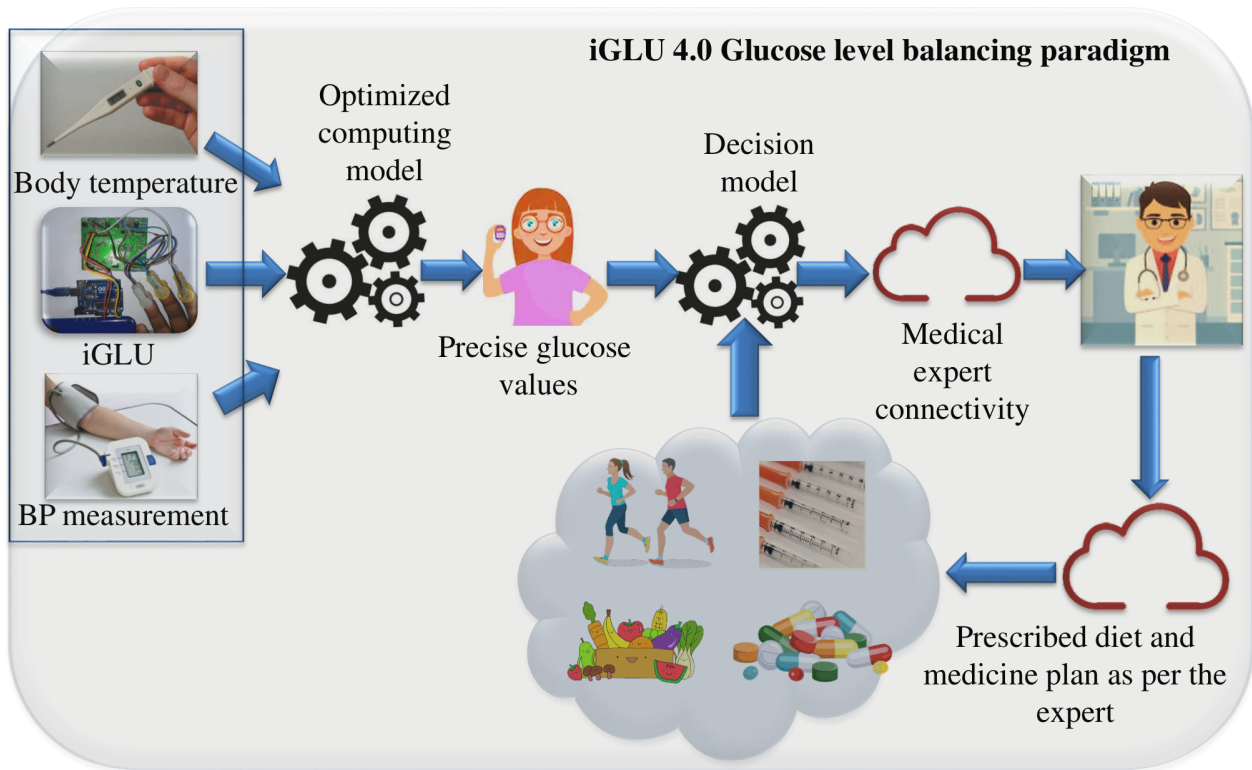 iGLU 4.0 Glucose level balancing paradigm
Body temperature
iGLU
BP measurement
Optimized
computing
model
Precise glucose
values
Decision
model
Medical
expert
connectivity
Prescribed diet and
medicine plan as per the
expert